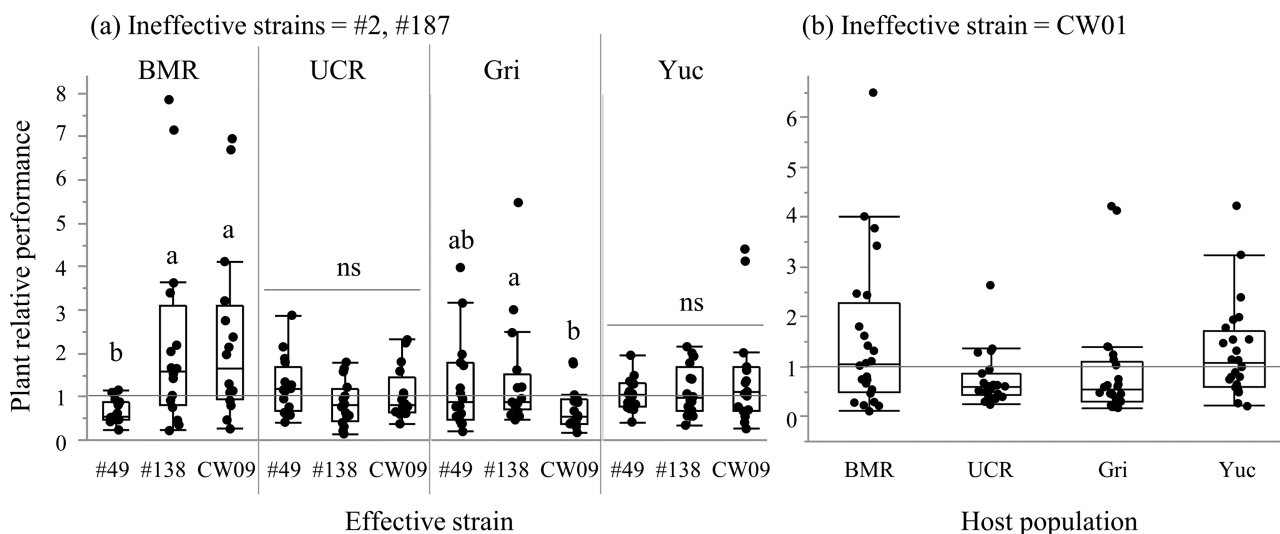 (a) Ineffective strains = #2, #187
BMR UCR Gri Yuc
Plant relative performance
8
7
6
5
4
3
2
1
0
b a a
ns
ab a b
ns
#49 #138 CW09 #49 #138 CW09 #49 #138 CW09 #49 #138 CW09
Effective strain
(b) Ineffective strain = CW01
6
5
4
3
2
1
0
BMR UCR Gri Yuc
Host population